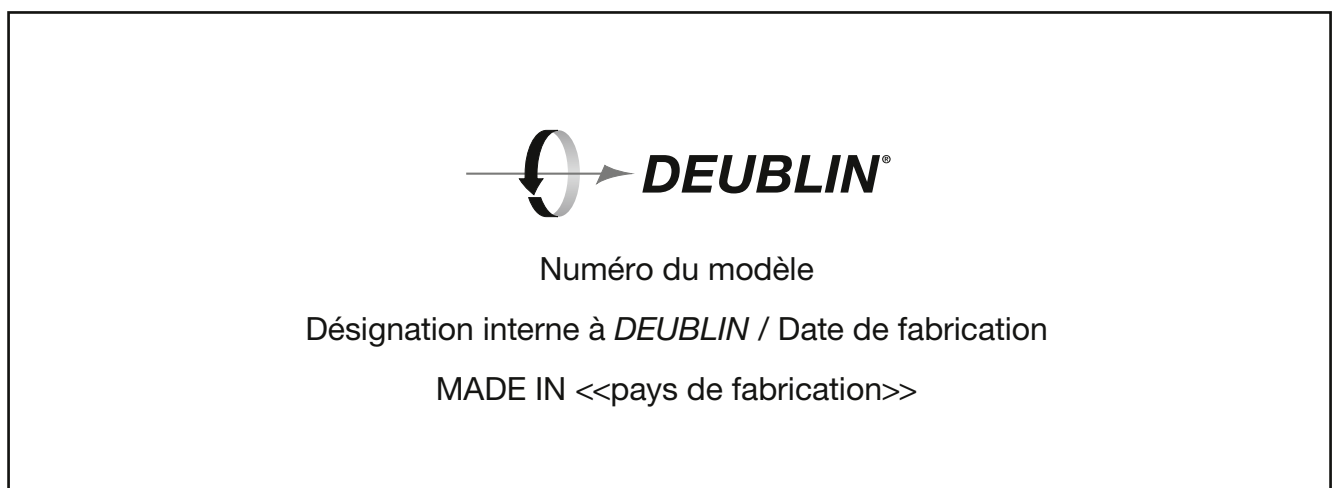 DEUBLIN®
Numéro du modèle
Désignation interne à DEUBLIN / Date de fabrication
MADE IN <<pays de fabrication>>